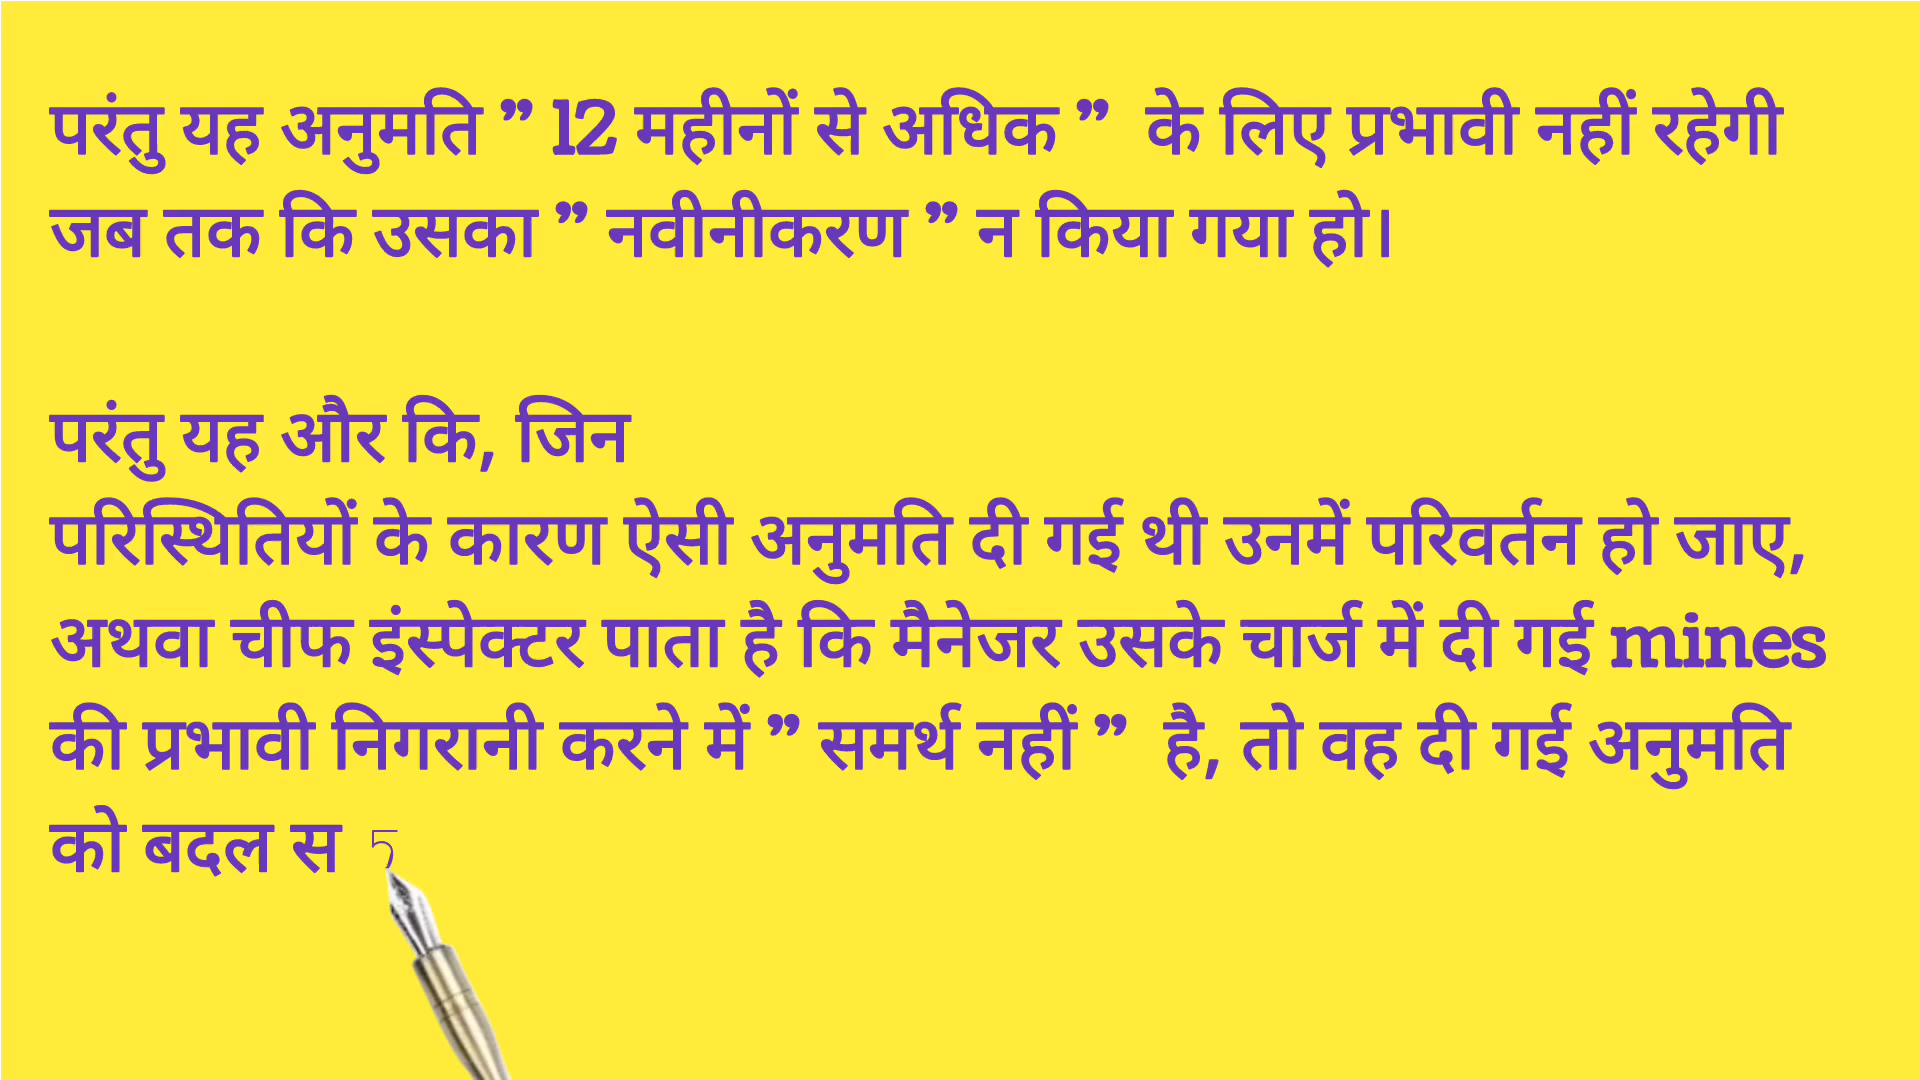 परंतु यह अनुमति ” 12 महीनों से अधिक ” के लिए प्रभावी नहीं रहेगी
जब तक कि उसका ” नवीनीकरण ” न किया गया हो।
परंतु यह और कि, जिन
परिस्थितियों के कारण ऐसी अनुमति दी गई थी उनमें परिवर्तन हो जाए,
अथवा चीफ इंस्पेक्टर पाता है कि मैनेजर उसके चार्ज में दी गई mines
की प्रभावी निगरानी करने में ” समर्थ नहीं ” है, तो वह दी गई अनुमति
को बदल स